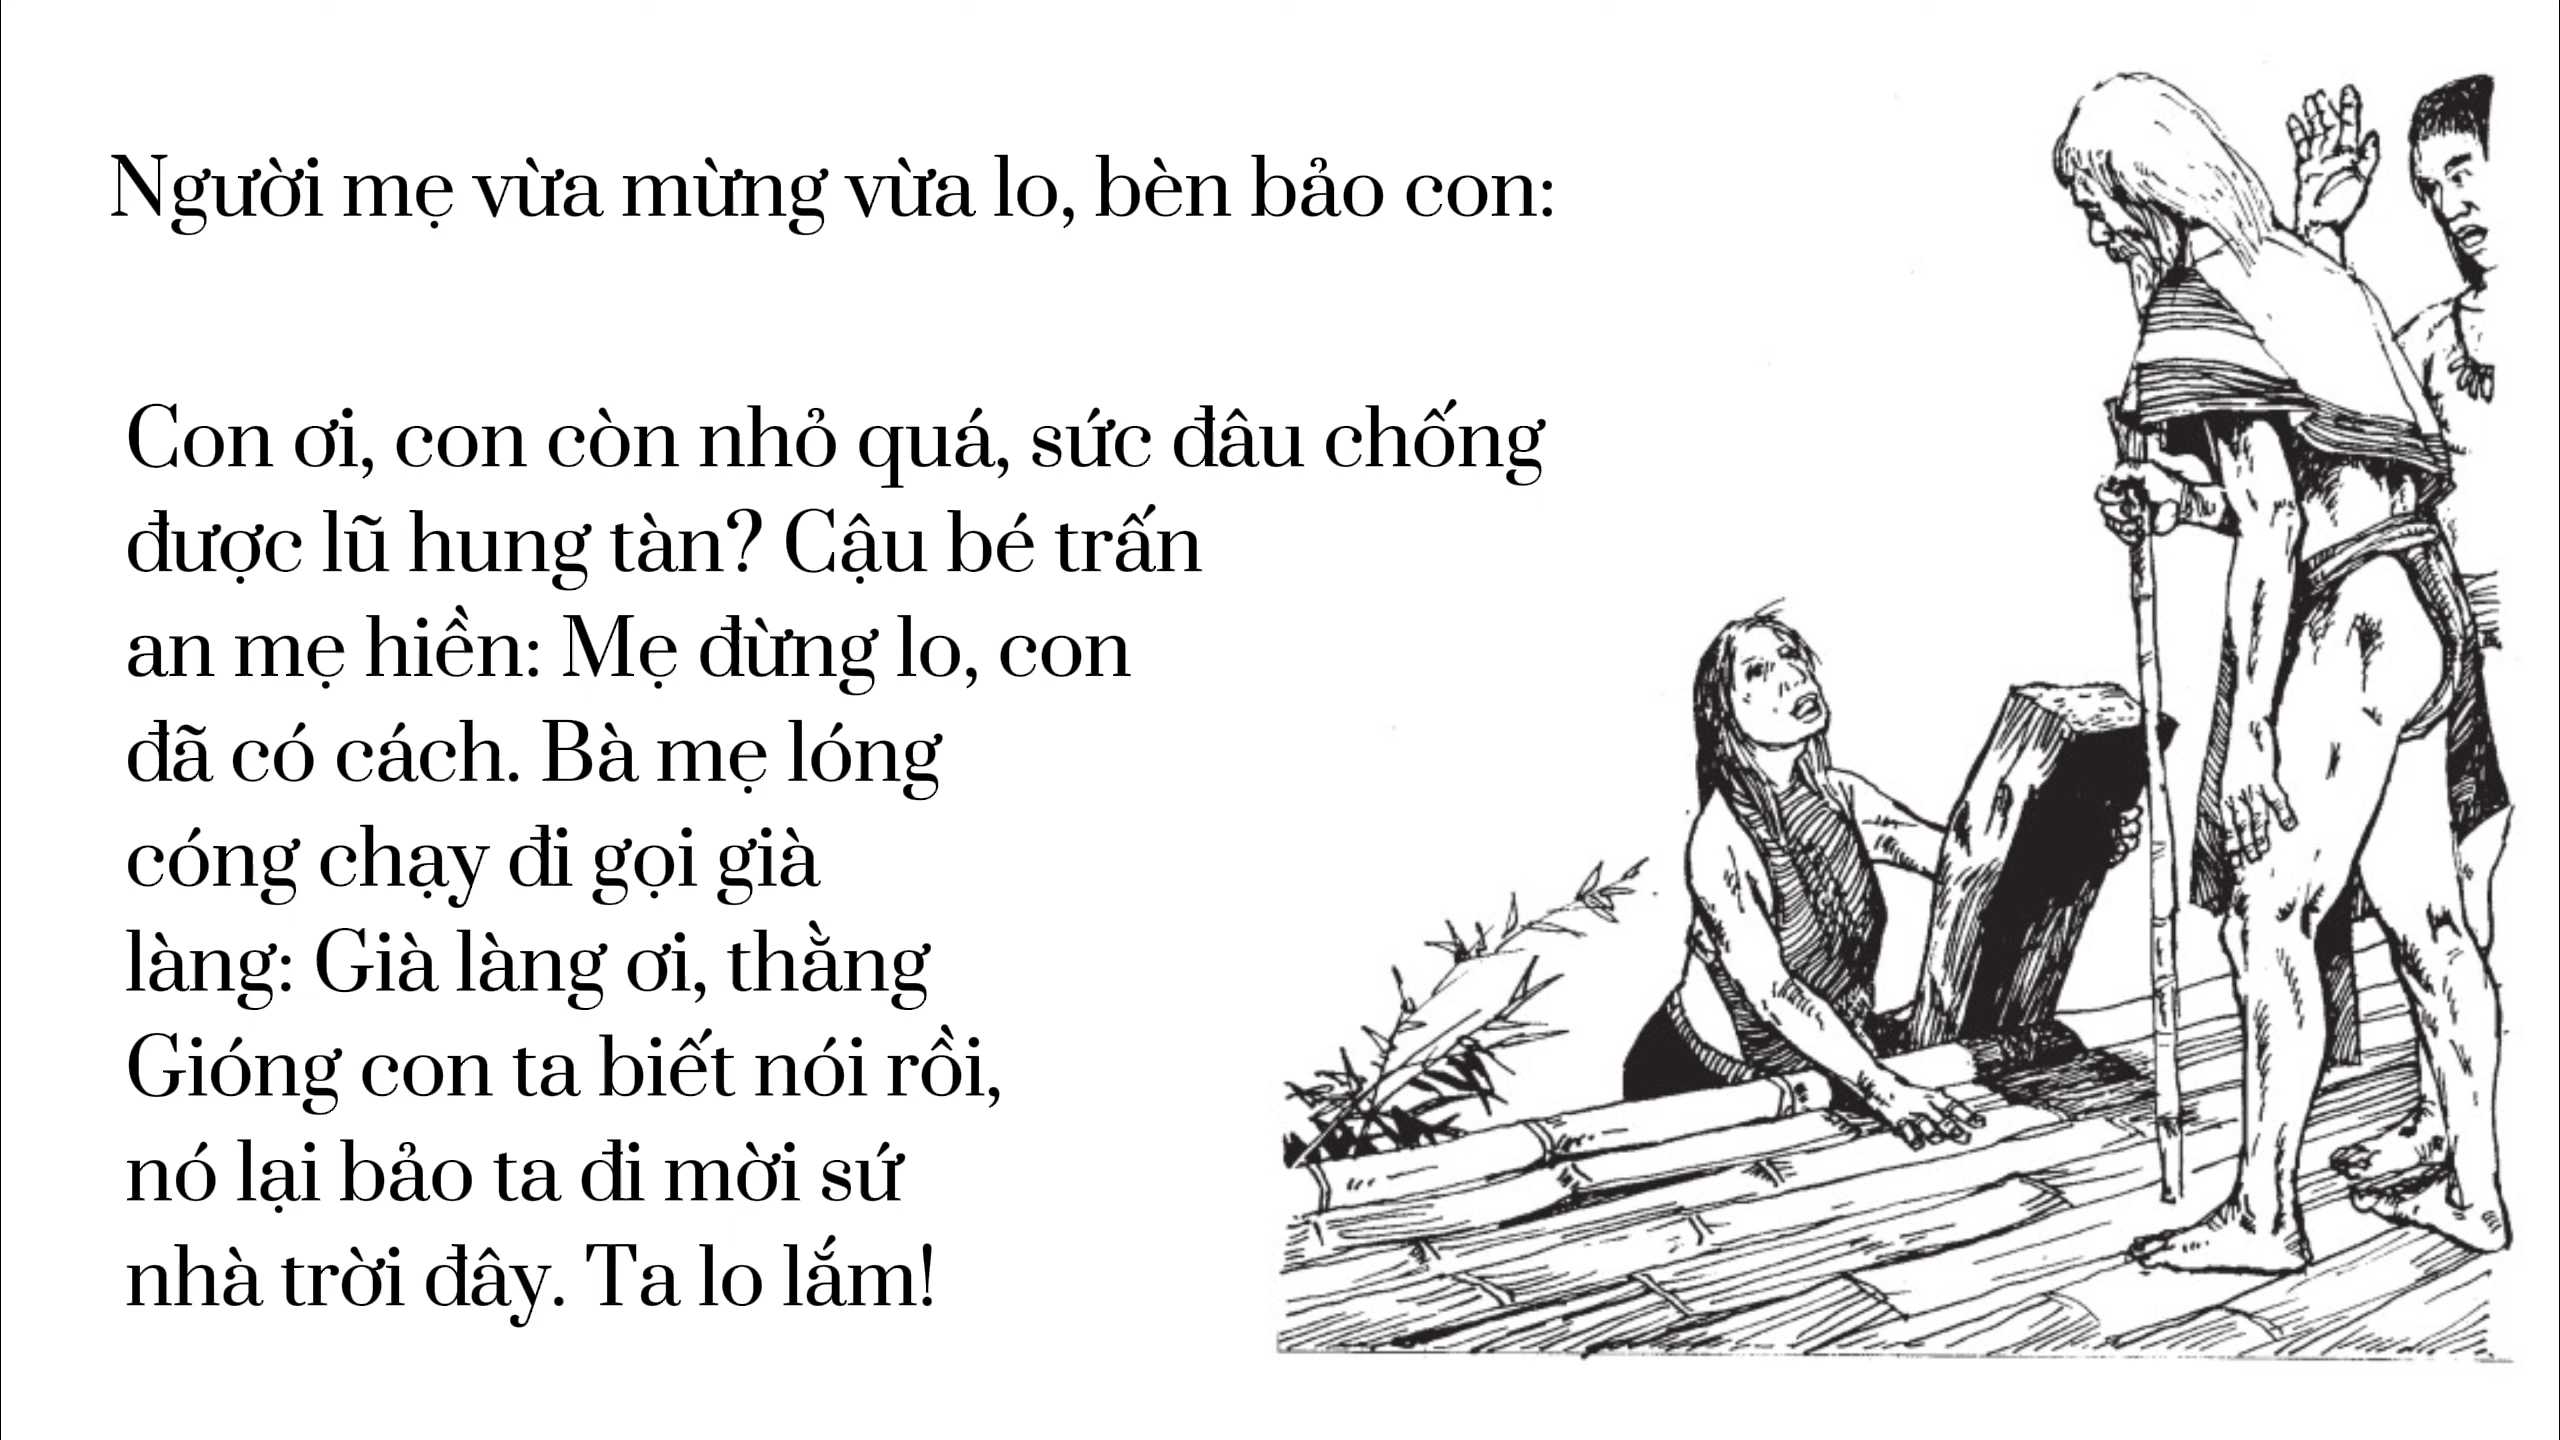 Người mẹ vừa mừng vừa lo, bèn bảo con:
Con ơi, con còn nhỏ quá, sức đâu chống
được lũ hung tàn? Cậu bé trấn
an mẹ hiền: Mẹ đừng lo, con
đã có cách. Bà mẹ lóng
cóng chạy đi gọi già
làng: Già làng ơi, thằng
Gióng con ta biết nói rồi,
nó lại bảo ta đi mời sứ
nhà trời đây. Ta lo lắm!